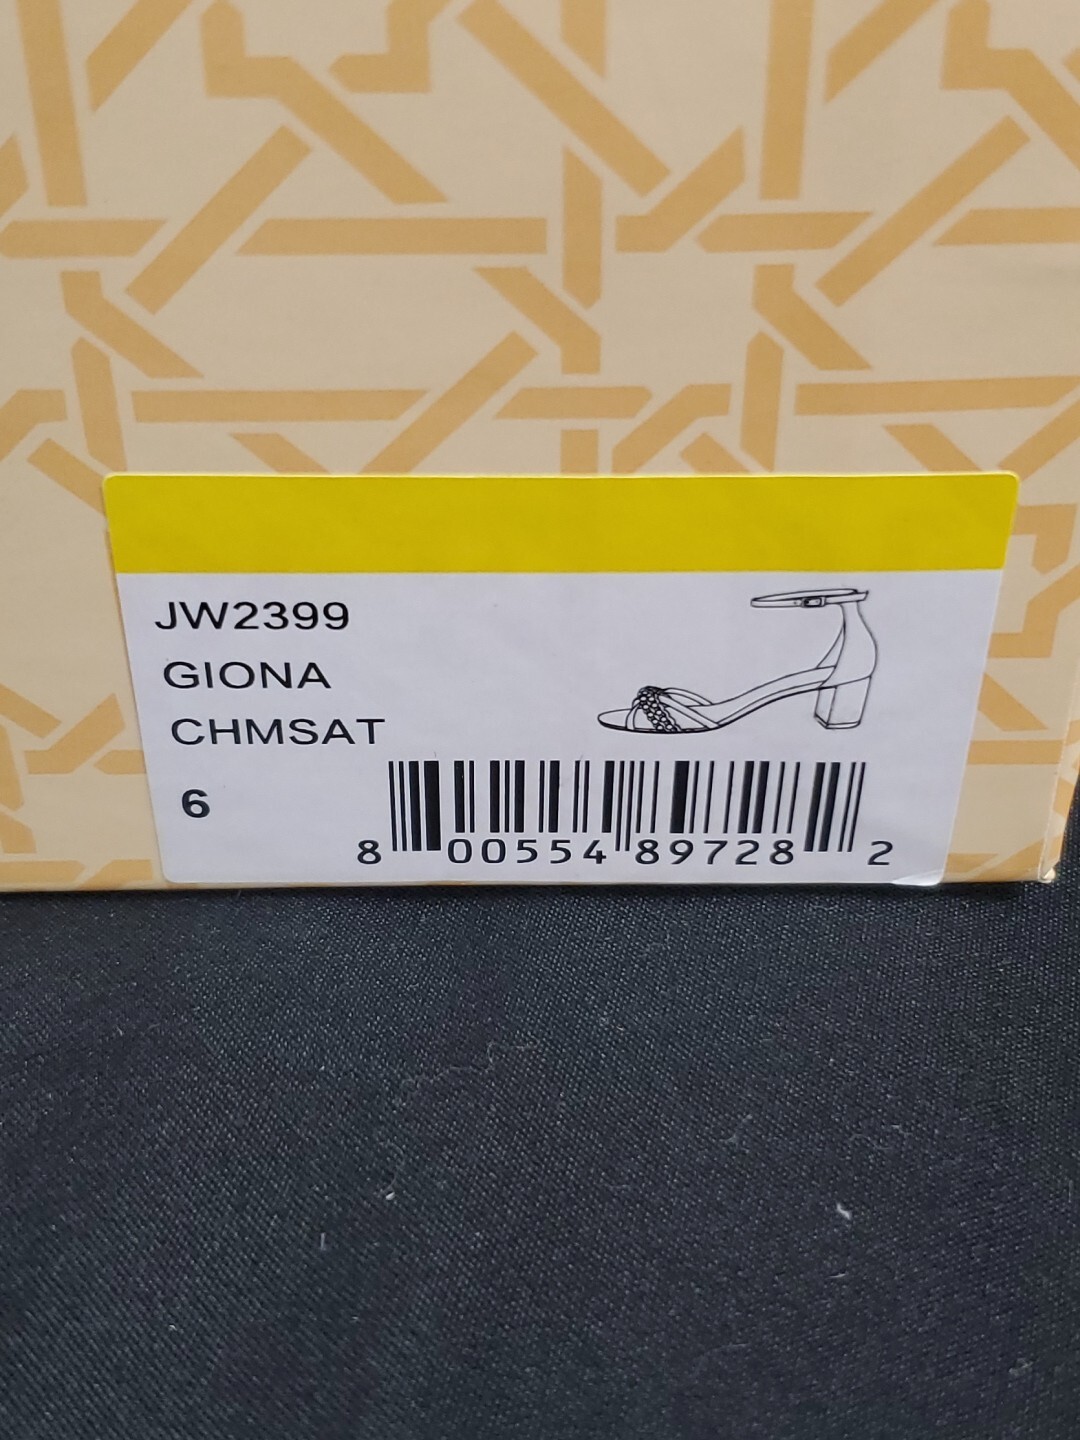 JW2399
GIONA
CHMSAT
6
8 00554 89728 2